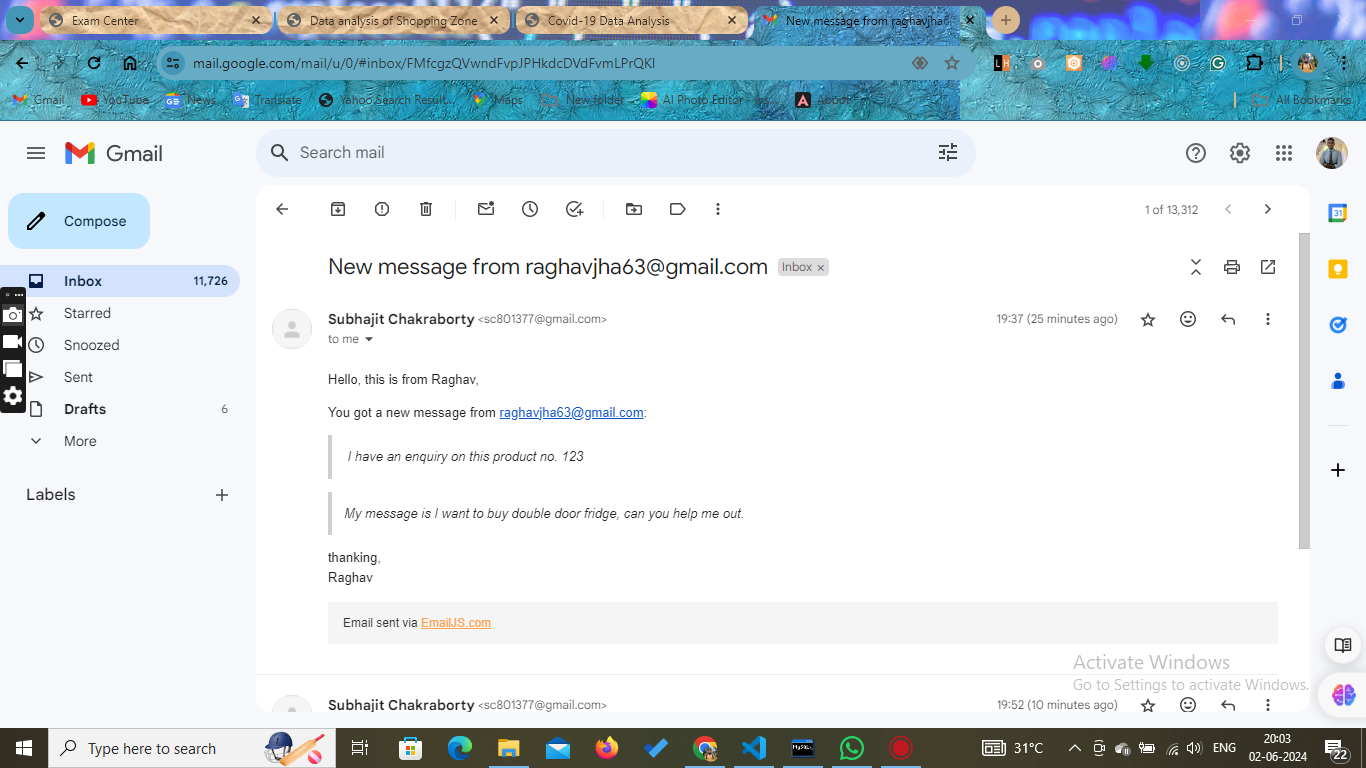 Exam Center
Data analysis of Shopping Zone
Covid-19 Data Analysis
New message from raghavjha
mail.google.com/mail/u/0/#inbox/FMfcgzQVwndFvpJPHkdcDVdFvmLPrQKl
Gmail
YouTube
News
Translate
Yahoo Search Result...
Maps
New folder
AI Photo Editor - Ins...
About
All Bookmarks
Gmail
Search mail
Compose
1 of 13,312
Inbox 11,726
Starred
Snoozed
Sent
Drafts 6
More
Labels
New message from raghavjha63@gmail.com Inbox ×
Subhajit Chakraborty <sc801377@gmail.com> 19:37 (25 minutes ago)
to me
Hello, this is from Raghav,
You got a new message from raghavjha63@gmail.com:
I have an enquiry on this product no. 123
My message is I want to buy double door fridge, can you help me out.
thanking,
Raghav
Email sent via EmailJS.com
Activate Windows
Go to Settings to activate Windows.
Subhajit Chakraborty <sc801377@gmail.com> 19:52 (10 minutes ago)
Type here to search
31°C
ENG
20:03
02-06-2024
22